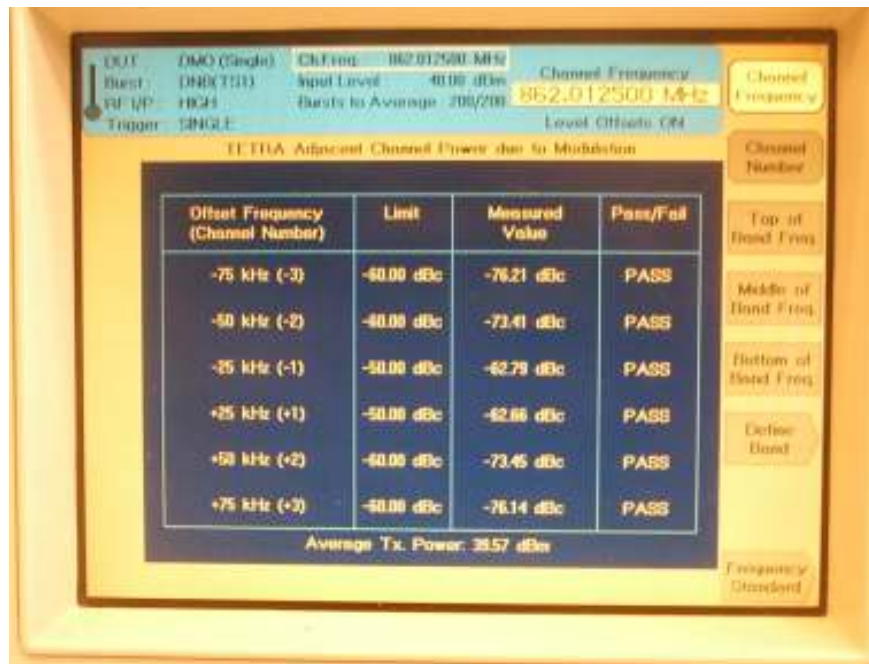 DUT : DMO (Single)
Burst : DNB(TS1)
RF I/P : HIGH
Trigger : SINGLE
Ch.Freq. 862.012500 MHz
Input Level 40.00 dBm
Bursts to Average 200/200
Channel Frequency
862.012500 MHz
Level Offsets ON
TETRA Adjacent Channel Power due to Modulation
Offset Frequency (Channel Number) Limit Measured Value Pass/Fail
-75 kHz (-3) -60.00 dBc -76.21 dBc PASS
-50 kHz (-2) -60.00 dBc -73.41 dBc PASS
-25 kHz (-1) -50.00 dBc -62.79 dBc PASS
+25 kHz (+1) -50.00 dBc -62.66 dBc PASS
+50 kHz (+2) -60.00 dBc -73.45 dBc PASS
+75 kHz (+3) -60.00 dBc -76.14 dBc PASS
Average Tx. Power: 39.57 dBm
Channel
Frequency
Channel
Number
Top of
Band Freq.
Middle of
Band Freq.
Bottom of
Band Freq.
Define
Band
Frequency
Standard